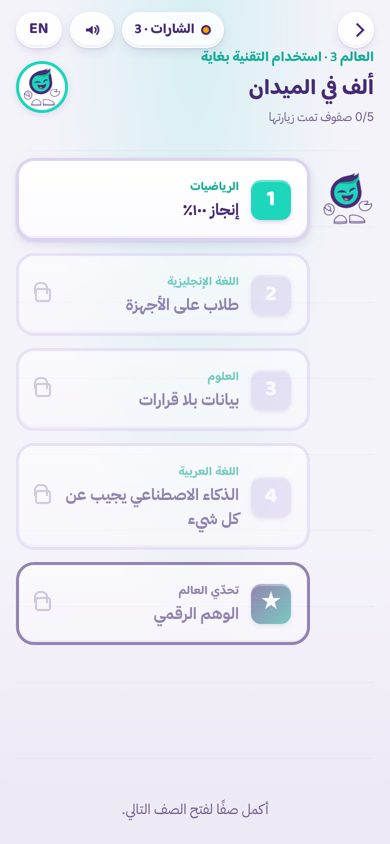 الشارات · 3
EN
العالم 3 · استخدام التقنية بغاية
ألف في الميدان
0/5 صفوف تمت زيارتها
1
الرياضيات
إنجاز ١٠٠٪
2
اللغة الإنجليزية
طلاب على الأجهزة
3
العلوم
بيانات بلا قرارات
4
اللغة العربية
الذكاء الاصطناعي يجيب عن
كل شيء
تحدّي العالم
الوهم الرقمي
أكمل صفًا لفتح الصف التالي.